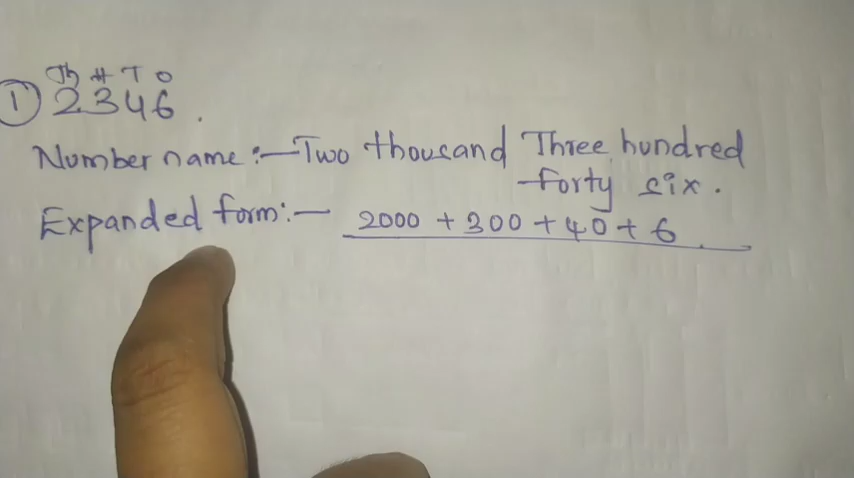 Th H T O
① 2346.
Number name :- Two thousand Three hundred
forty six.
Expanded form :- 2000 + 300 + 40 + 6